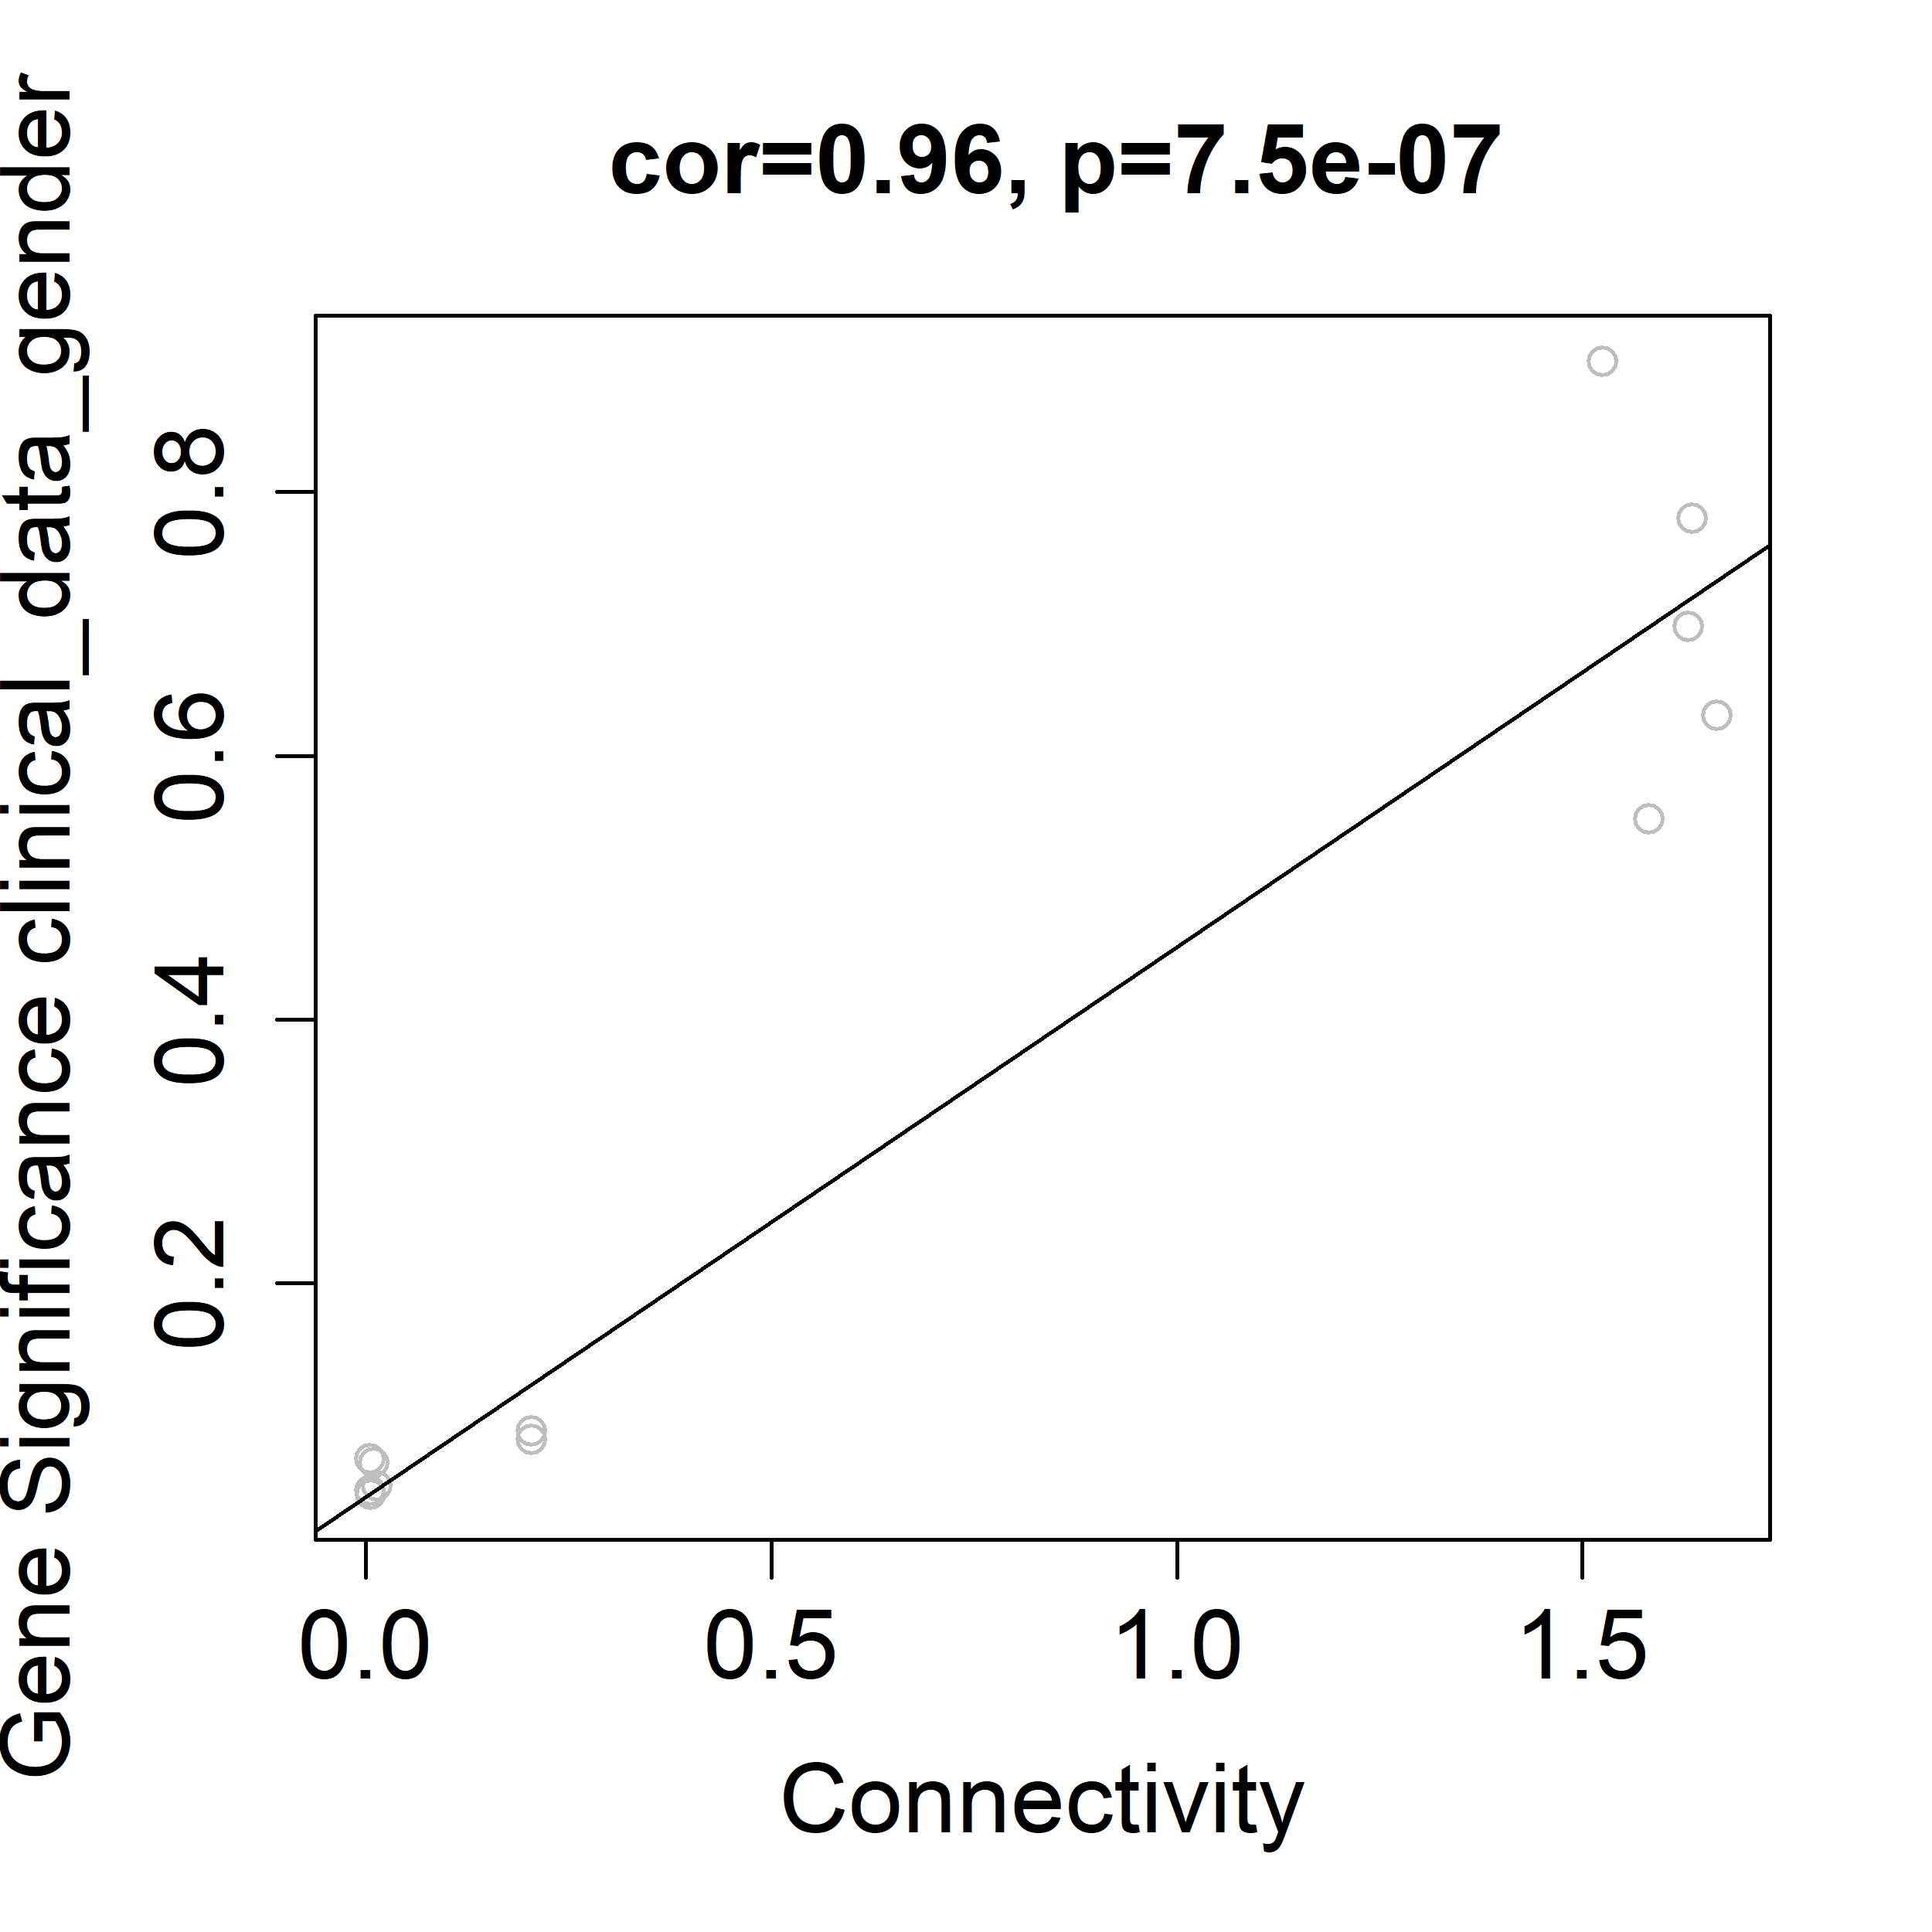 cor=0.96, p=7.5e-07
Gene Significance clinical_data_gender
0.8
0.6
0.4
0.2
0.0 0.5 1.0 1.5
Connectivity